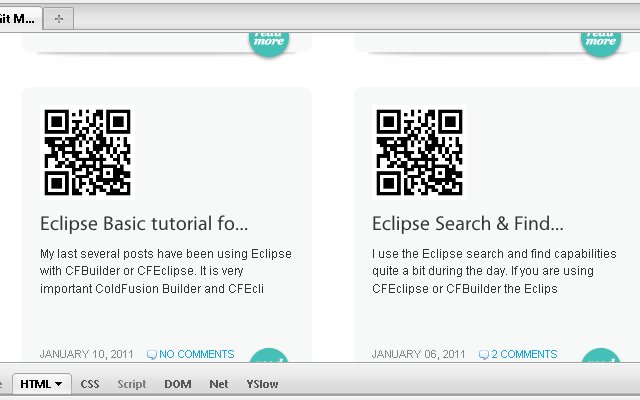 Git M...
read
more
read
more
Eclipse Basic tutorial fo...
My last several posts have been using Eclipse
with CFBuilder or CFEclipse. It is very
important ColdFusion Builder and CFEcli
JANUARY 10, 2011 NO COMMENTS
read
Eclipse Search & Find...
I use the Eclipse search and find capabilities
quite a bit during the day. If you are using
CFEclipse or CFBuilder the Eclips
JANUARY 06, 2011 2 COMMENTS
read
HTML CSS Script DOM Net YSlow